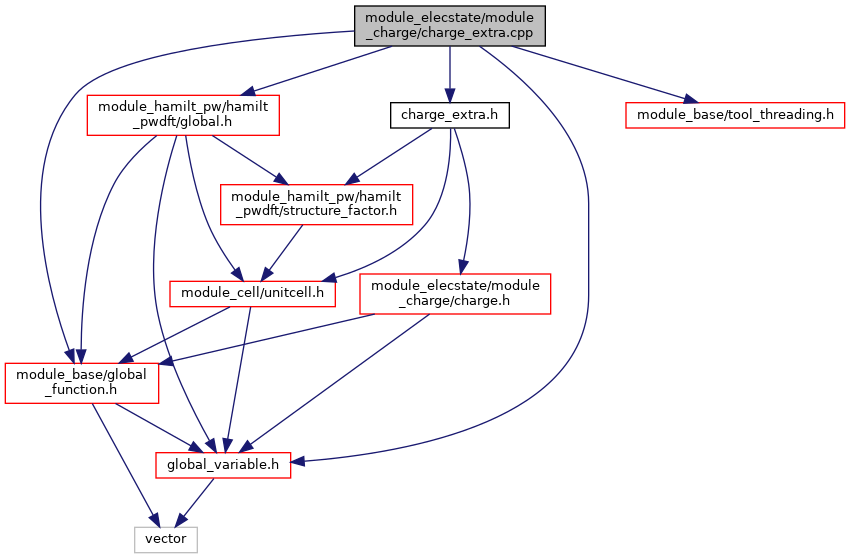 module_elecstate/module
_charge/charge_extra.cpp
module_hamilt_pw/hamilt
_pwdft/global.h
charge_extra.h
module_base/tool_threading.h
module_hamilt_pw/hamilt
_pwdft/structure_factor.h
module_cell/unitcell.h
module_elecstate/module
_charge/charge.h
module_base/global
_function.h
global_variable.h
vector